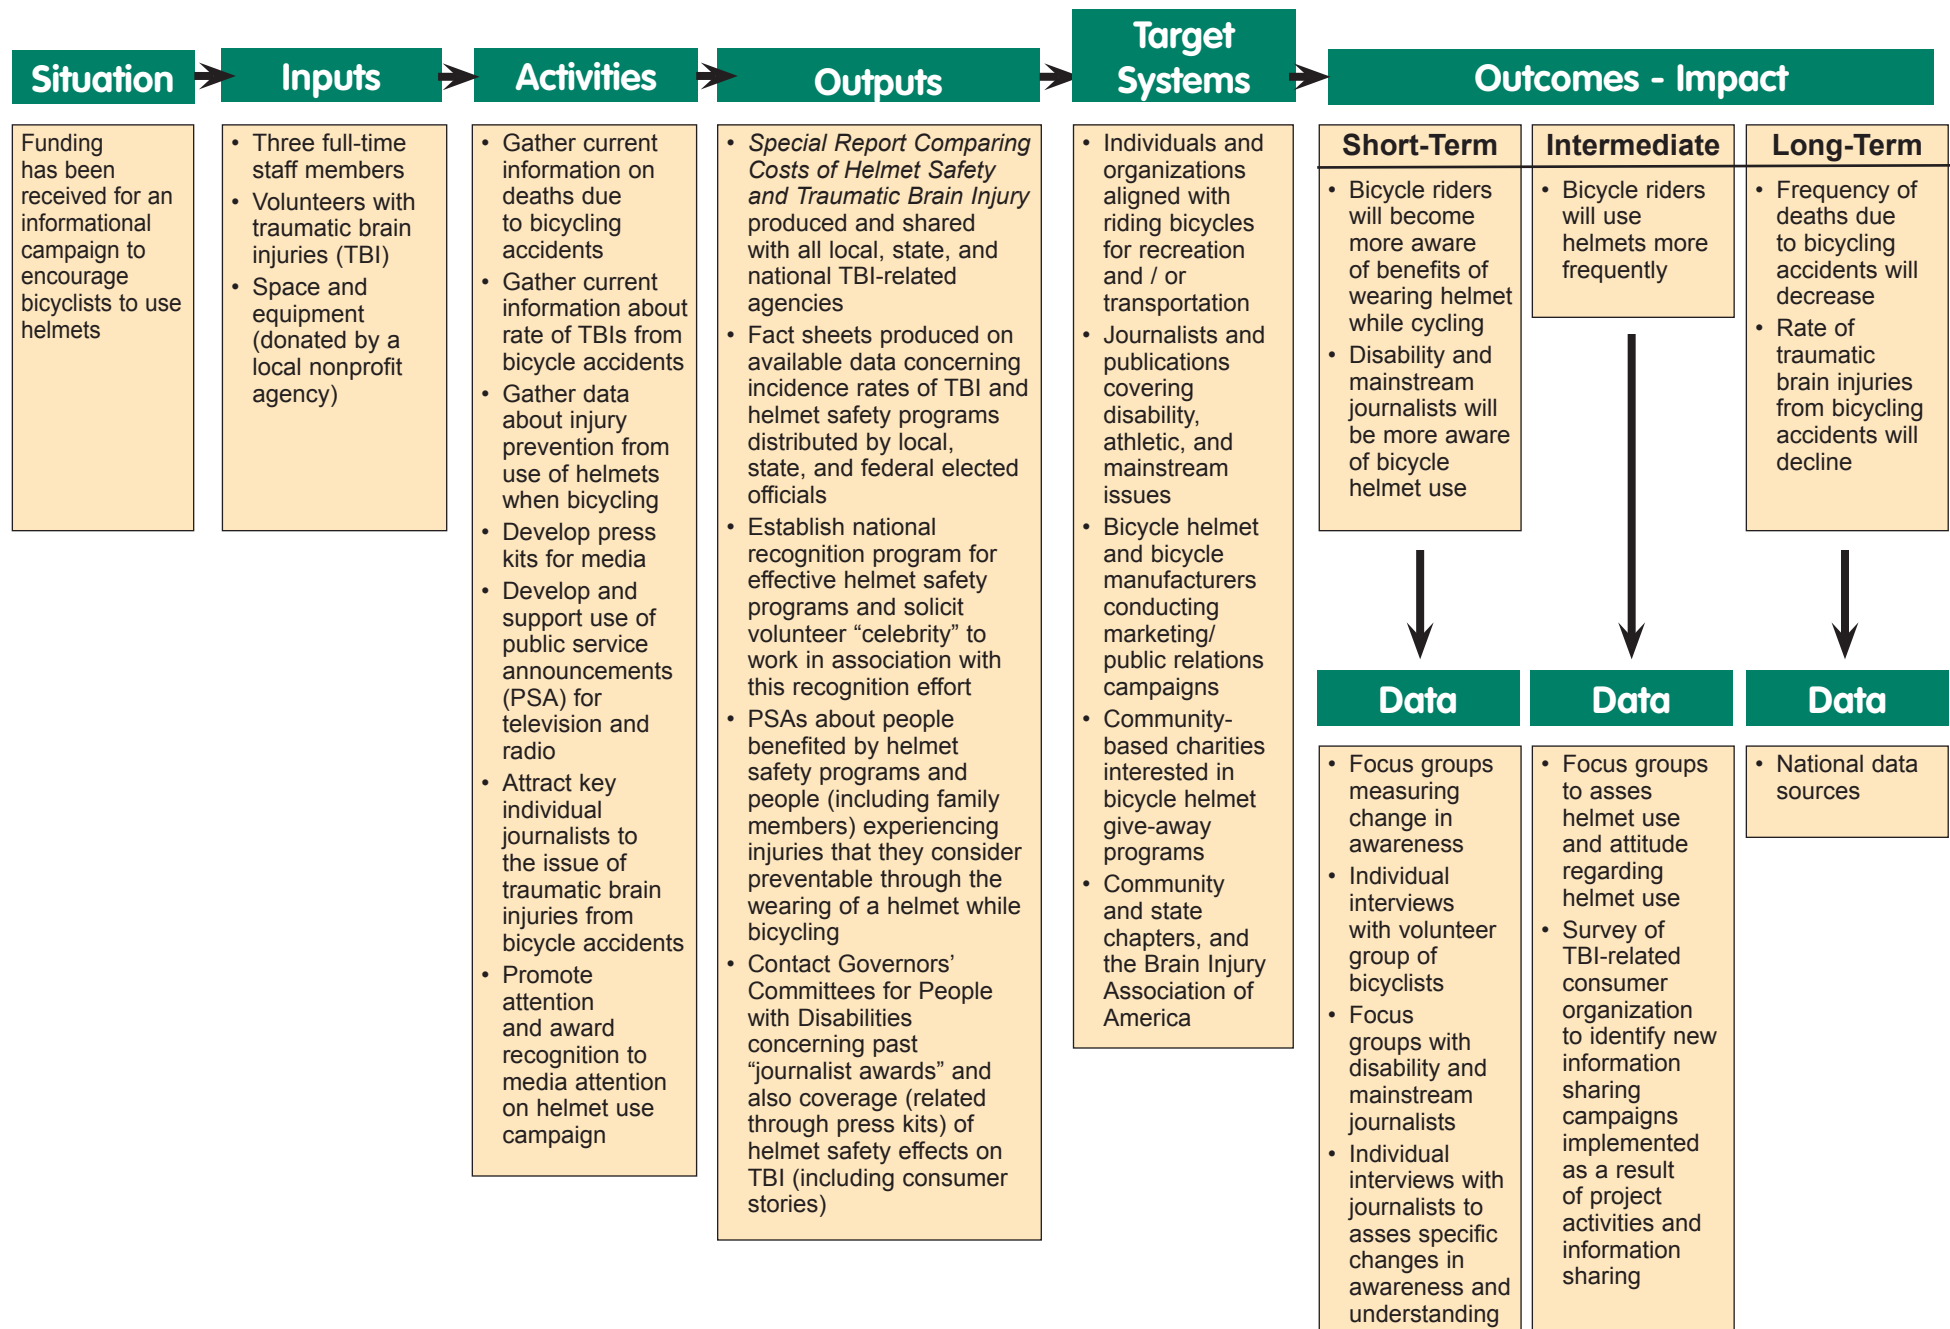 Situation
Inputs
Activities
Outputs
Target
Systems
Outcomes - Impact
Funding
has been
received for an
informational
campaign to
encourage
bicyclists to use
helmets
• Three full-time
staff members
• Volunteers with
traumatic brain
injuries (TBI)
• Space and
equipment
(donated by a
local nonprofit
agency)
• Gather current
information on
deaths due
to bicycling
accidents
• Gather current
information about
rate of TBIs from
bicycle accidents
• Gather data
about injury
prevention from
use of helmets
when bicycling
• Develop press
kits for media
• Develop and
support use of
public service
announcements
(PSA) for
television and
radio
• Attract key
individual
journalists to
the issue of
traumatic brain
injuries from
bicycle accidents
• Promote
attention
and award
recognition to
media attention
on helmet use
campaign
• Special Report Comparing
Costs of Helmet Safety
and Traumatic Brain Injury
produced and shared
with all local, state, and
national TBI-related
agencies
• Fact sheets produced on
available data concerning
incidence rates of TBI and
helmet safety programs
distributed by local,
state, and federal elected
officials
• Establish national
recognition program for
effective helmet safety
programs and solicit
volunteer “celebrity” to
work in association with
this recognition effort
• PSAs about people
benefited by helmet
safety programs and
people (including family
members) experiencing
injuries that they consider
preventable through the
wearing of a helmet while
bicycling
• Contact Governors’
Committees for People
with Disabilities
concerning past
“journalist awards” and
also coverage (related
through press kits) of
helmet safety effects on
TBI (including consumer
stories)
• Individuals and
organizations
aligned with
riding bicycles
for recreation
and / or
transportation
• Journalists and
publications
covering
disability,
athletic, and
mainstream
issues
• Bicycle helmet
and bicycle
manufacturers
conducting
marketing/
public relations
campaigns
• Community-
based charities
interested in
bicycle helmet
give-away
programs
• Community
and state
chapters, and
the Brain Injury
Association of
America
Short-Term
• Bicycle riders
will become
more aware
of benefits of
wearing helmet
while cycling
• Disability and
mainstream
journalists will
be more aware
of bicycle
helmet use
Intermediate
• Bicycle riders
will use
helmets more
frequently
Long-Term
• Frequency of
deaths due
to bicycling
accidents will
decrease
• Rate of
traumatic
brain injuries
from bicycling
accidents will
decline
Data
• Focus groups
measuring
change in
awareness
• Individual
interviews
with volunteer
group of
bicyclists
• Focus
groups with
disability and
mainstream
journalists
• Individual
interviews with
journalists to
asses specific
changes in
awareness and
understanding
Data
• Focus groups
to asses
helmet use
and attitude
regarding
helmet use
• Survey of
TBI-related
consumer
organization
to identify new
information
sharing
campaigns
implemented
as a result
of project
activities and
information
sharing
Data
• National data
sources